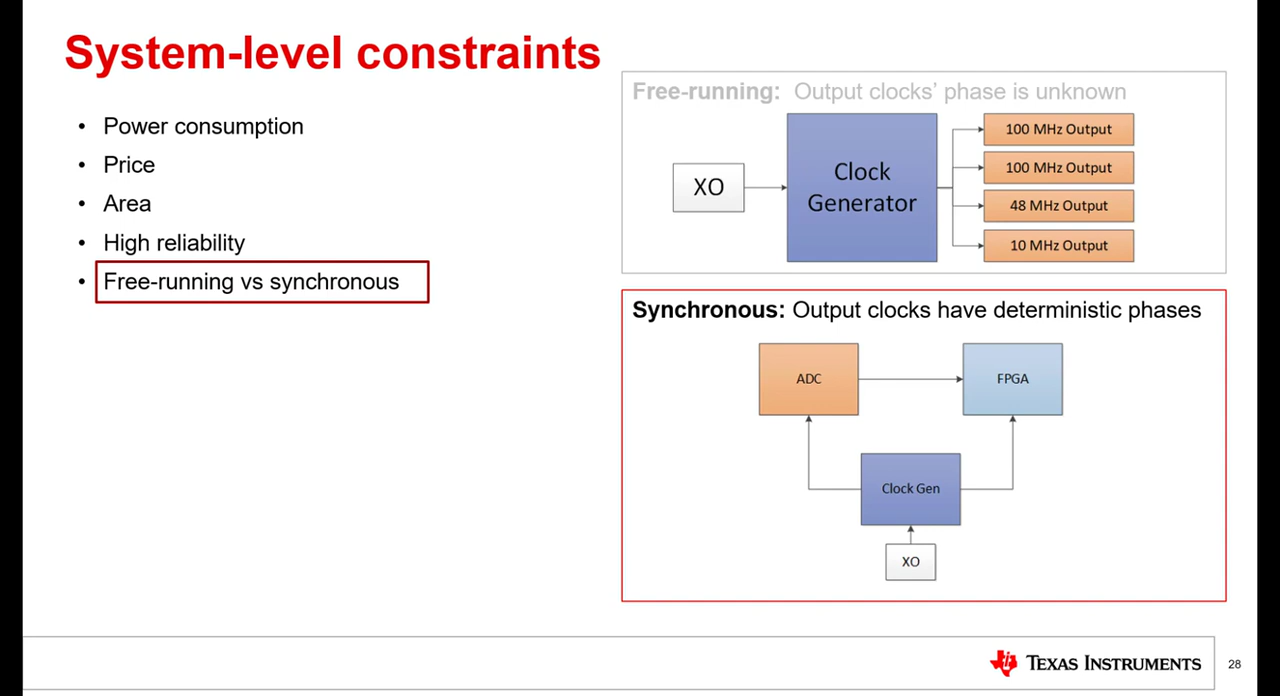 System-level constraints
• Power consumption
• Price
• Area
• High reliability
• Free-running vs synchronous
Free-running: Output clocks' phase is unknown
XO
Clock
Generator
100 MHz Output
100 MHz Output
48 MHz Output
10 MHz Output
Synchronous: Output clocks have deterministic phases
ADC
FPGA
Clock Gen
XO
TEXAS INSTRUMENTS
28